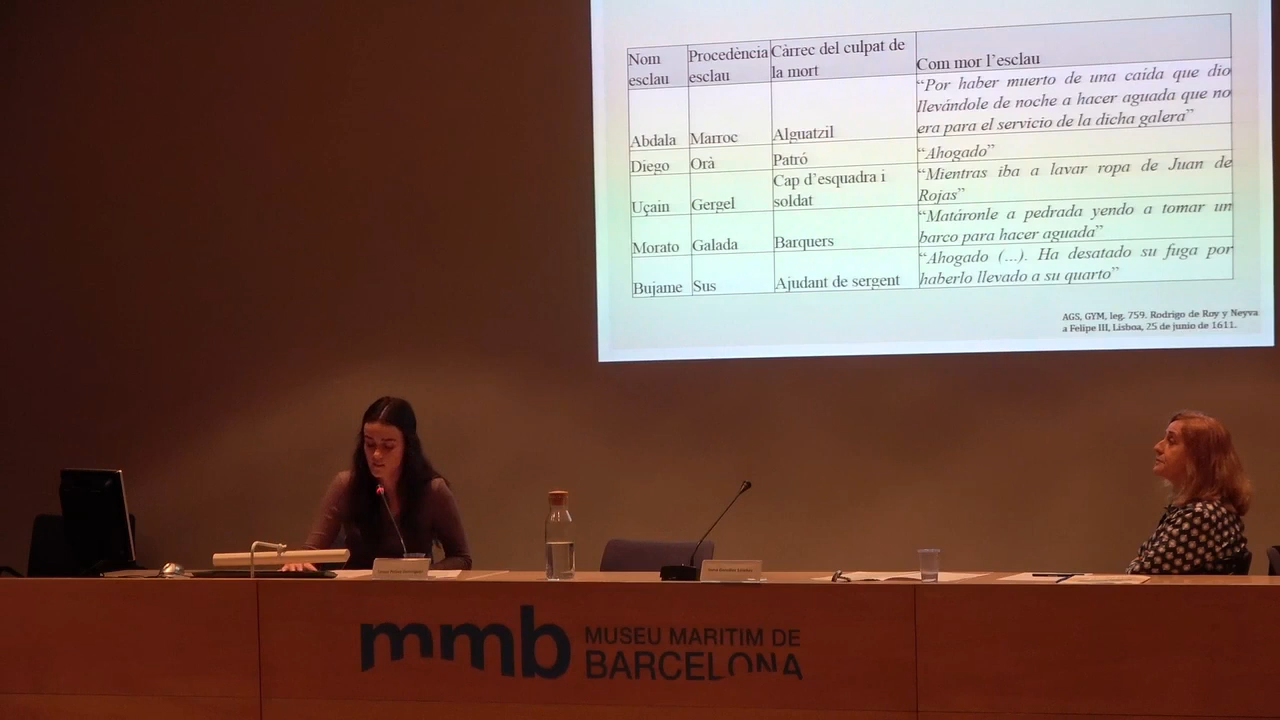 Nom esclau
Procedència esclau
Càrrec del culpat de la mort
Com mor l'esclau
Abdala
Marroc
Alguatzil
“Por haber muerto de una caída que dio
llevándole de noche a hacer aguada que no
era para el servicio de la dicha galera”
Diego
Orà
Patró
“Ahogado”
Uçain
Gergel
Cap d'esquadra i
soldat
“Mientras iba a lavar ropa de Juan de
Rojas”
Morato
Galada
Barquers
“Matáronle a pedrada yendo a tomar un
barco para hacer aguada”
Bujame
Sus
Ajudant de sergent
“Ahogado (...). Ha desatado su fuga por
haberlo llevado a su quarto”
AGS, GYM, leg. 759. Rodrigo de Roy y Neyva
a Felipe III, Lisboa, 25 de junio de 1611.
mmb
MUSEU MARITIM DE
BARCELONA